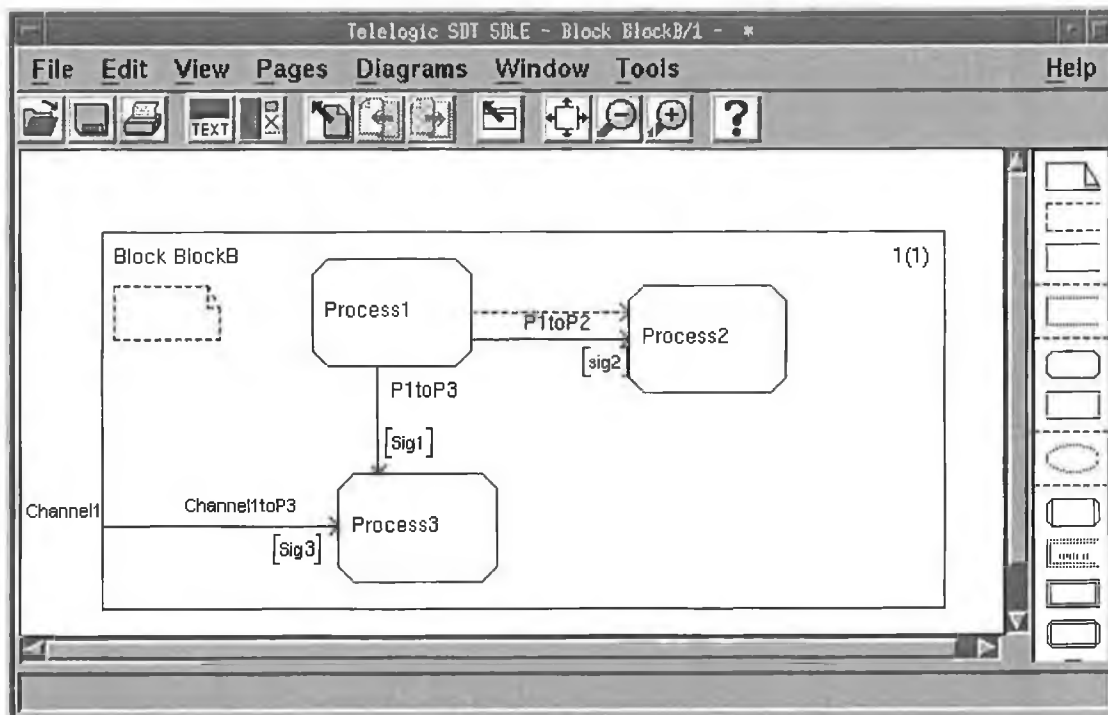 Telelogic SDT SDLE - Block BlockB/1 - *
File Edit View Pages Diagrams Window Tools Help
TEXT
?
Block BlockB
1(1)
Process1
P1toP2
Process2
[sig2]
P1toP3
[Sig1]
Channel1
Channel1toP3
Process3
[Sig3]